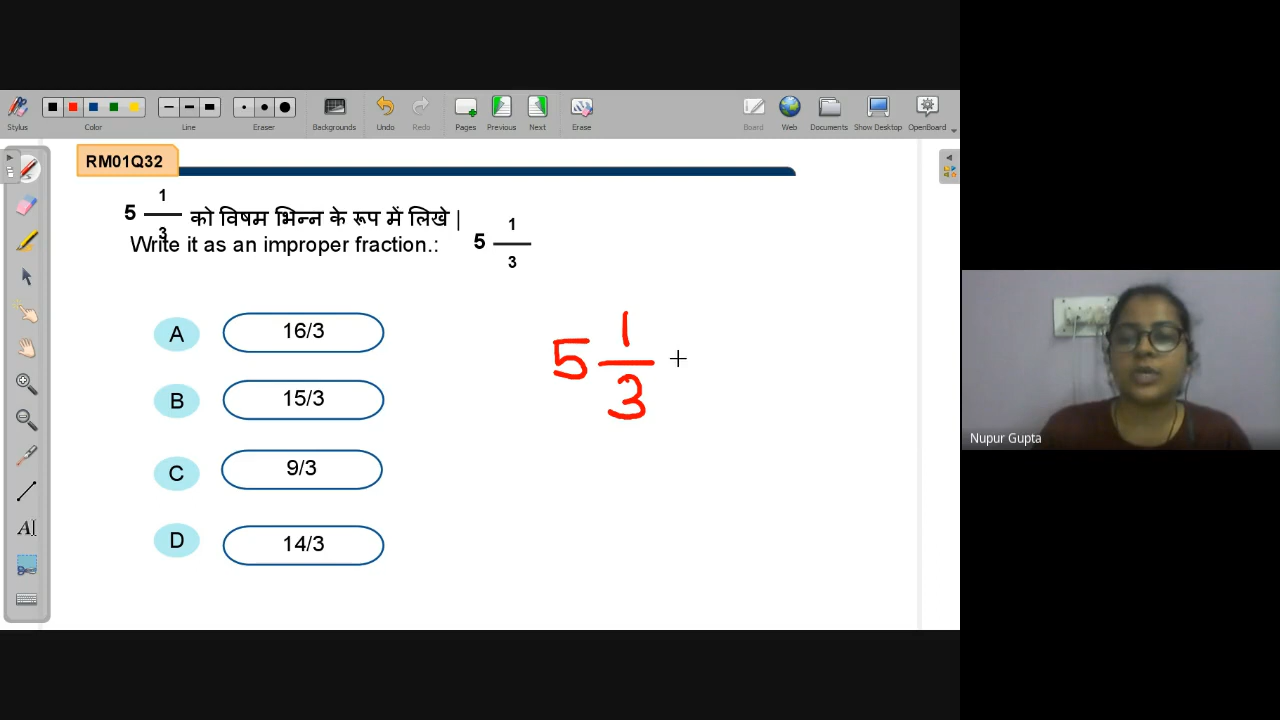 Stylus Color Line Eraser Backgrounds Undo Redo Pages Previous Next Erase Board Web Documents Show Desktop OpenBoard
RM01Q32
5 1/3 को विषम भिन्न के रूप में लिखे |
Write it as an improper fraction.: 5 1/3
A 16/3
B 15/3
C 9/3
D 14/3
5 1/3
Nupur Gupta